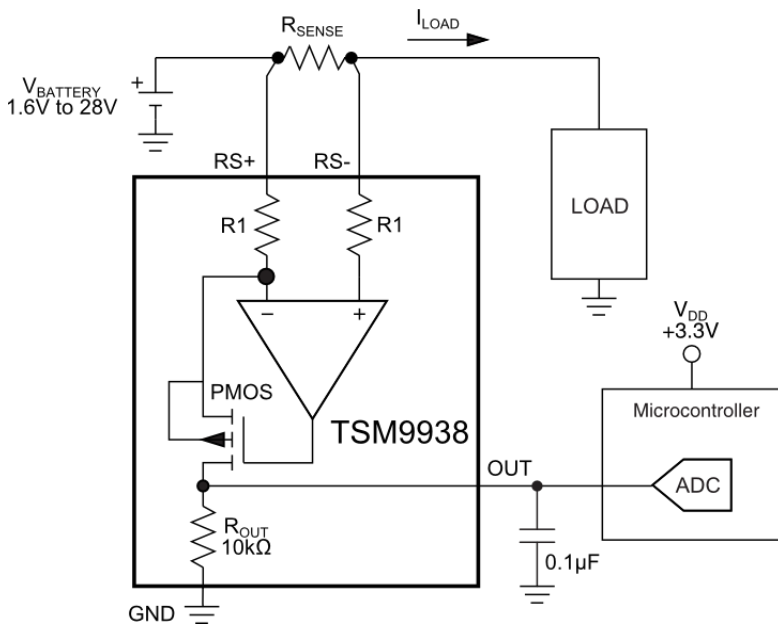 RSENSE
ILOAD
VBATTERY
1.6V to 28V
+
RS+
RS-
R1
R1
LOAD
−
+
VDD
+3.3V
PMOS
Microcontroller
TSM9938
OUT
ADC
ROUT
10kΩ
0.1µF
GND